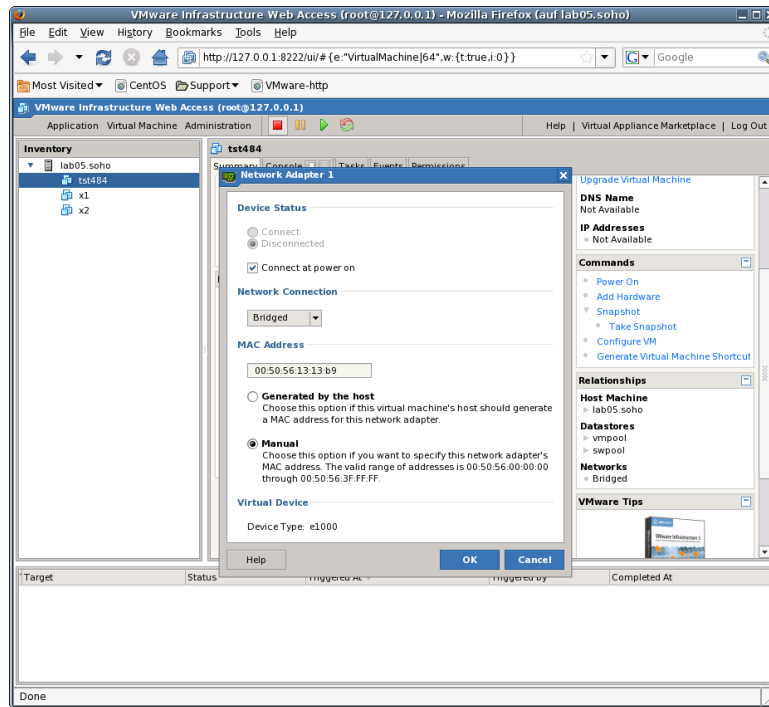 VMware Infrastructure Web Access (root@127.0.0.1) - Mozilla Firefox (auf lab05.soho)
File Edit View History Bookmarks Tools Help
http://127.0.0.1:8222/ui/#{e:"VirtualMachine|64",w:{t:true,i:0}}
Google
Most Visited CentOS Support VMware-http
VMware Infrastructure Web Access (root@127.0.0.1)
Application Virtual Machine Administration
Help | Virtual Appliance Marketplace | Log Out
Inventory
lab05.soho
tst484
x1
x2
tst484
Summary Console Tasks Events Permissions
Network Adapter 1
Device Status
Connect
Disconnected
Connect at power on
Network Connection
Bridged
MAC Address
00:50:56:13:13:b9
Generated by the host
Choose this option if this virtual machine's host should generate
a MAC address for this network adapter.
Manual
Choose this option if you want to specify this network adapter's
MAC address. The valid range of addresses is 00:50:56:00:00:00
through 00:50:56:3F:FF:FF.
Virtual Device
Device Type: e1000
Help
OK
Cancel
Upgrade Virtual Machine
DNS Name
Not Available
IP Addresses
Not Available
Commands
Power On
Add Hardware
Snapshot
Take Snapshot
Configure VM
Generate Virtual Machine Shortcut
Relationships
Host Machine
lab05.soho
Datastores
vmpool
swpool
Networks
Bridged
VMware Tips
VMware Infrastructure 3
Target Status Triggered At Triggered by Completed At
Done